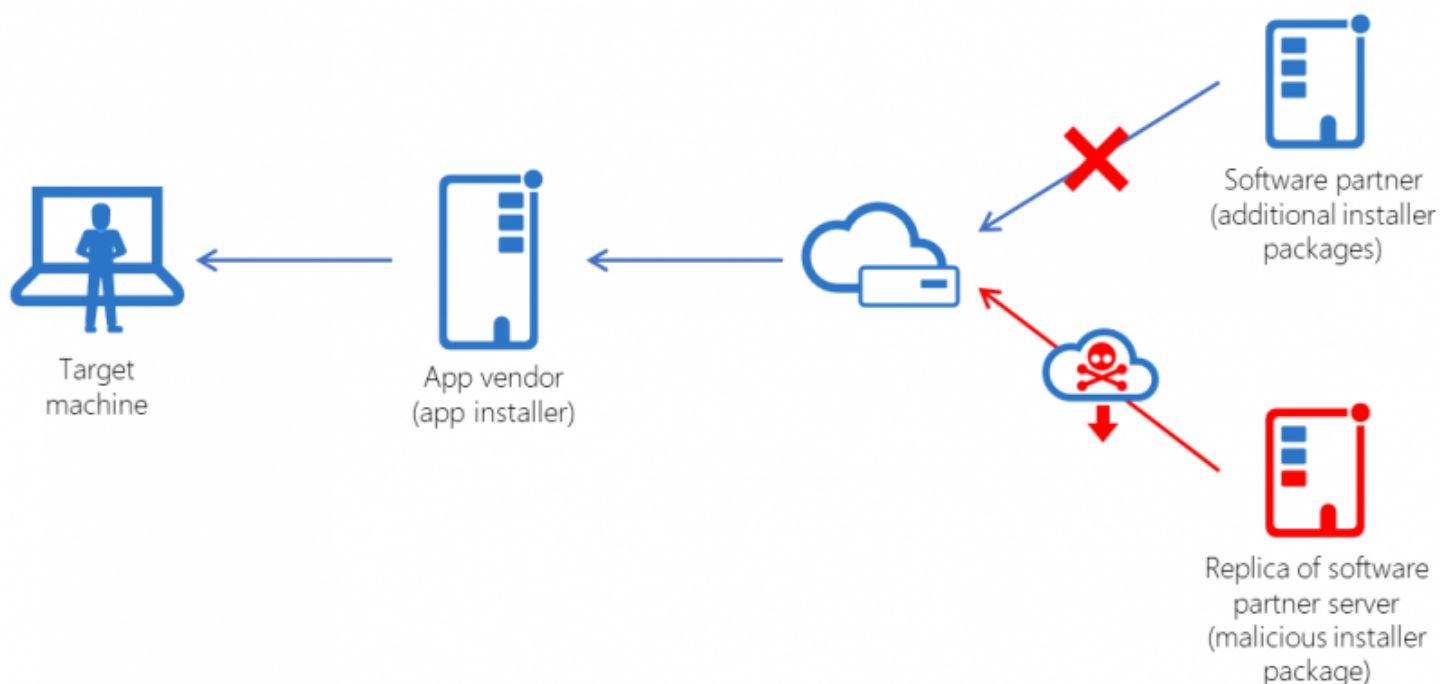 Software partner
(additional installer
packages)
Target
machine
App vendor
(app installer)
Replica of software
partner server
(malicious installer
package)